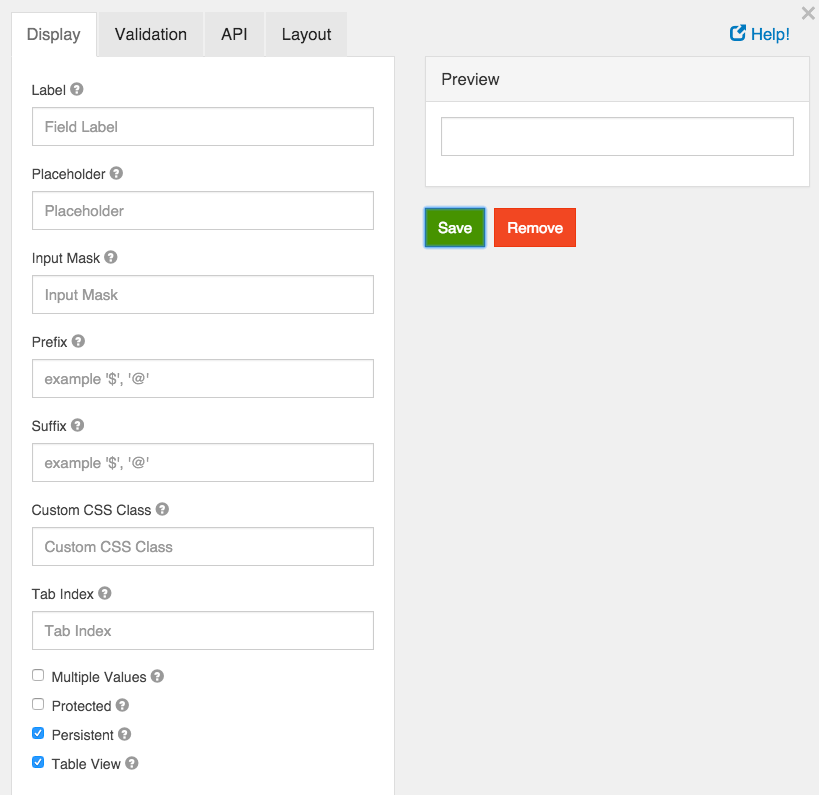 Display Validation API Layout
Help!
Label
Field Label
Placeholder
Placeholder
Input Mask
Input Mask
Prefix
example '$', '@'
Suffix
example '$', '@'
Custom CSS Class
Custom CSS Class
Tab Index
Tab Index
Multiple Values
Protected
Persistent
Table View
Preview
Save Remove